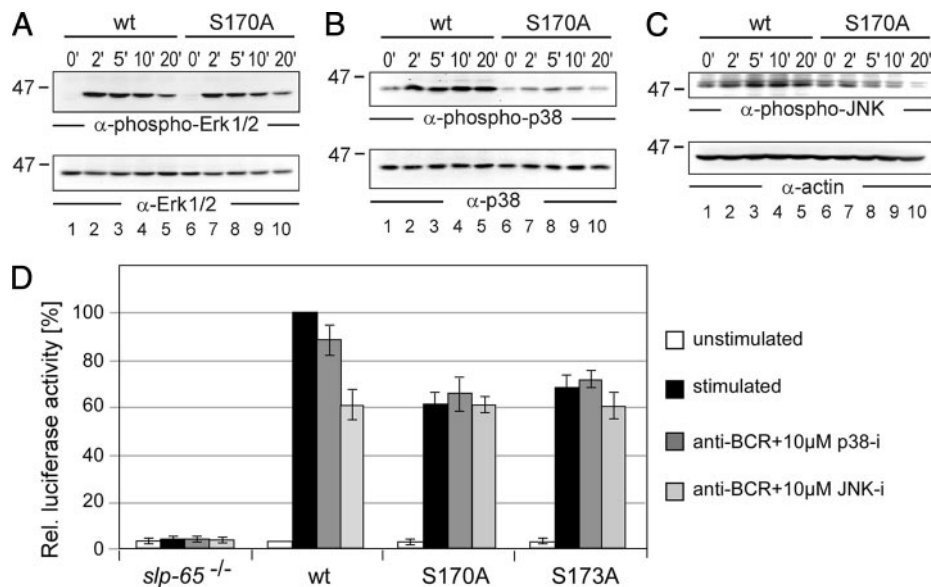 A
wt S170A
0' 2' 5' 10' 20' 0' 2' 5' 10' 20'
47
α-phospho-Erk1/2
47
α-Erk1/2
1 2 3 4 5 6 7 8 9 10
B
wt S170A
0' 2' 5' 10' 20' 0' 2' 5' 10' 20'
47
α-phospho-p38
47
α-p38
1 2 3 4 5 6 7 8 9 10
C
wt S170A
0' 2' 5' 10' 20' 0' 2' 5' 10' 20'
47
α-phospho-JNK
47
α-actin
1 2 3 4 5 6 7 8 9 10
D
Rel. luciferase activity [%]
100
80
60
40
20
0
slp-65 -/- wt S170A S173A
unstimulated
stimulated
anti-BCR+10µM p38-i
anti-BCR+10µM JNK-i